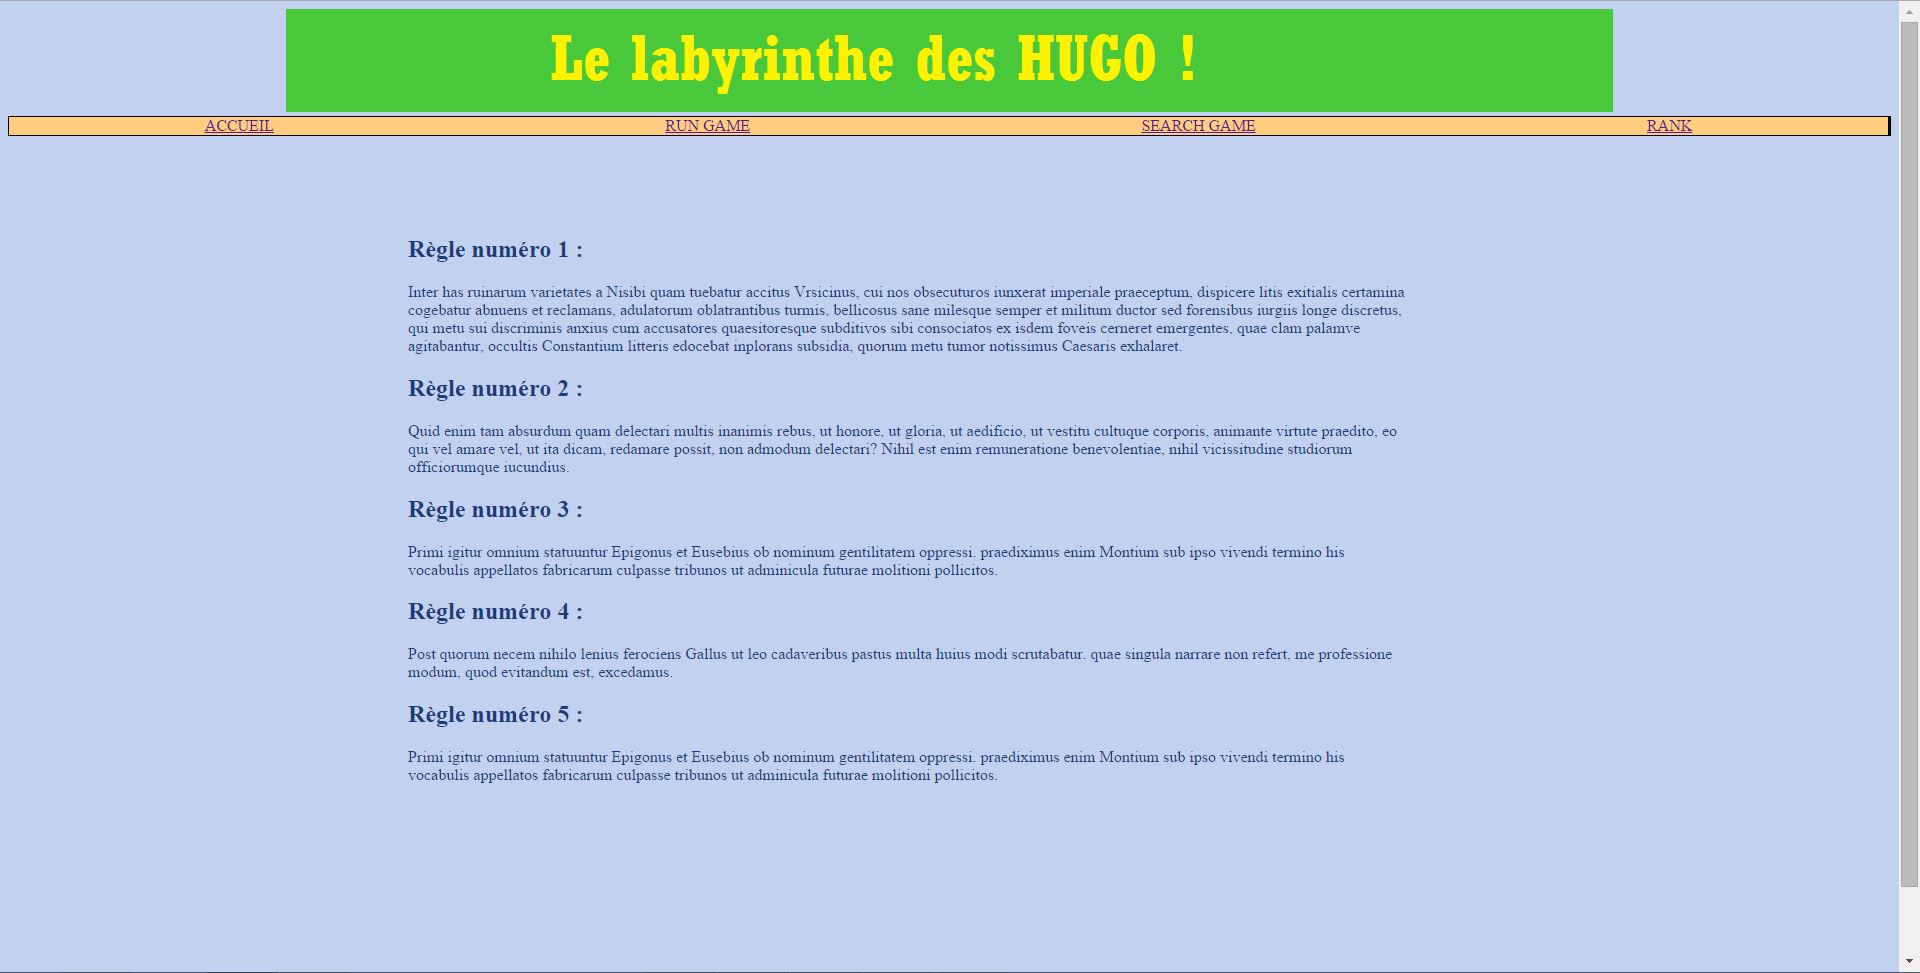 Le labyrinthe des HUGO !
ACCUEIL RUN GAME SEARCH GAME RANK
Règle numéro 1 :
Inter has ruinarum varietates a Nisibi quam tuebatur accitus Vrsicinus, cui nos obsecuturos iunxerat imperiale praeceptum, dispicere litis exitialis certamina
cogebatur abnuens et reclamans, adulatorum oblatrantibus turmis, bellicosus sane milesque semper et militum ductor sed forensibus iurgiis longe discretus,
qui metu sui discriminis anxius cum accusatores quaesitoresque subditivos sibi consociatos ex isdem foveis cerneret emergentes, quae clam palamve
agitabantur, occultis Constantium litteris edocebat inplorans subsidia, quorum metu tumor notissimus Caesaris exhalaret.
Règle numéro 2 :
Quid enim tam absurdum quam delectari multis inanimis rebus, ut honore, ut gloria, ut aedificio, ut vestitu cultuque corporis, animante virtute praedito, eo
qui vel amare vel, ut ita dicam, redamare possit, non admodum delectari? Nihil est enim remuneratione benevolentiae, nihil vicissitudine studiorum
officiorumque iucundius.
Règle numéro 3 :
Primi igitur omnium statuuntur Epigonus et Eusebius ob nominum gentilitatem oppressi. praediximus enim Montium sub ipso vivendi termino his
vocabulis appellatos fabricarum culpasse tribunos ut adminicula futurae molitioni pollicitos.
Règle numéro 4 :
Post quorum necem nihilo lenius ferociens Gallus ut leo cadaveribus pastus multa huius modi scrutabatur. quae singula narrare non refert, me professione
modum, quod evitandum est, excedamus.
Règle numéro 5 :
Primi igitur omnium statuuntur Epigonus et Eusebius ob nominum gentilitatem oppressi. praediximus enim Montium sub ipso vivendi termino his
vocabulis appellatos fabricarum culpasse tribunos ut adminicula futurae molitioni pollicitos.